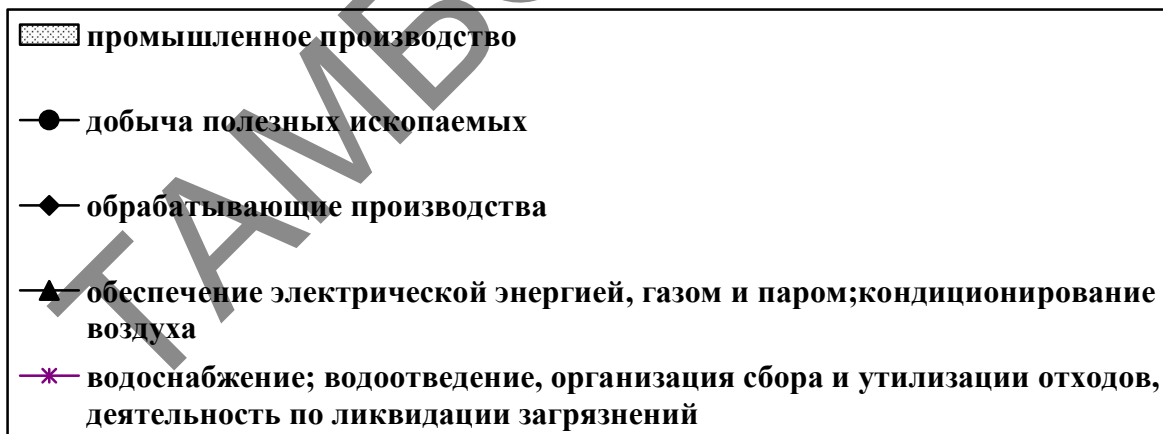 промышленное производство
добыча полезных ископаемых
обрабатывающие производства
обеспечение электрической энергией, газом и паром;кондиционирование
воздуха
водоснабжение; водоотведение, организация сбора и утилизации отходов,
деятельность по ликвидации загрязнений
ТАМБ